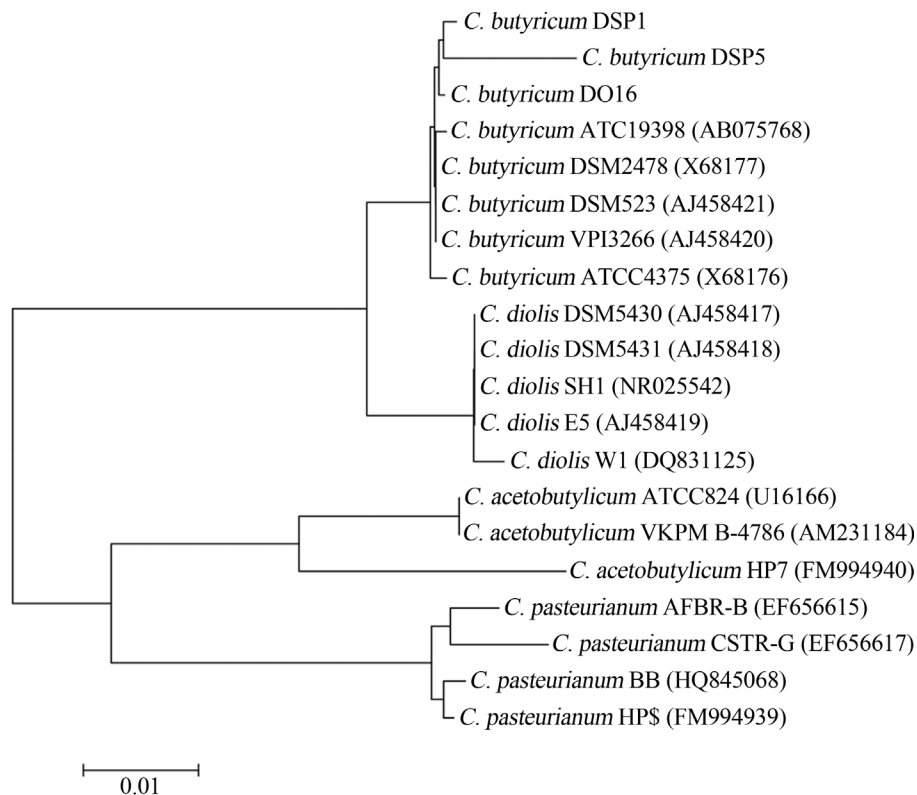 C. butyricum DSP1
C. butyricum DSP5
C. butyricum DO16
C. butyricum ATC19398 (AB075768)
C. butyricum DSM2478 (X68177)
C. butyricum DSM523 (AJ458421)
C. butyricum VPI3266 (AJ458420)
C. butyricum ATCC4375 (X68176)
C. diolis DSM5430 (AJ458417)
C. diolis DSM5431 (AJ458418)
C. diolis SH1 (NR025542)
C. diolis E5 (AJ458419)
C. diolis W1 (DQ831125)
C. acetobutylicum ATCC824 (U16166)
C. acetobutylicum VKPM B-4786 (AM231184)
C. acetobutylicum HP7 (FM994940)
C. pasteurianum AFBR-B (EF656615)
C. pasteurianum CSTR-G (EF656617)
C. pasteurianum BB (HQ845068)
C. pasteurianum HP$ (FM994939)
0.01